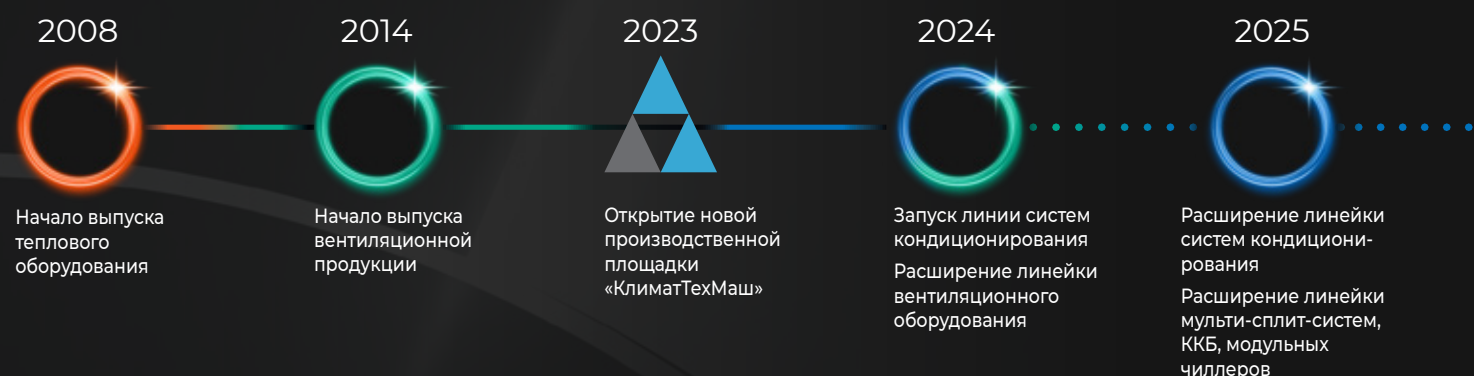 2008
Начало выпуска
теплового
оборудования
2014
Начало выпуска
вентиляционной
продукции
2023
Открытие новой
производственной
площадки
«КлиматТехМаш»
2024
Запуск линии систем
кондиционирования
Расширение линейки
вентиляционного
оборудования
2025
Расширение линейки
систем кондициони-
рования
Расширение линейки
мульти-сплит-систем,
ККБ, модульных
чиллеров